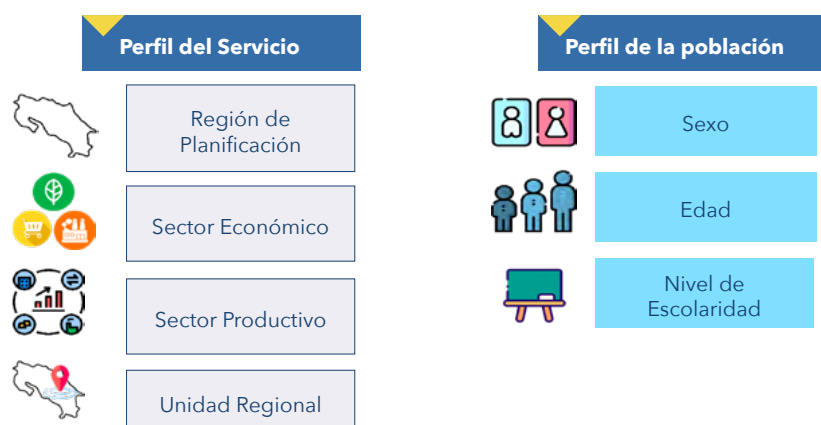 Perfil del Servicio
Región de
Planificación
Sector Económico
Sector Productivo
Unidad Regional
Perfil de la población
Sexo
Edad
Nivel de
Escolaridad